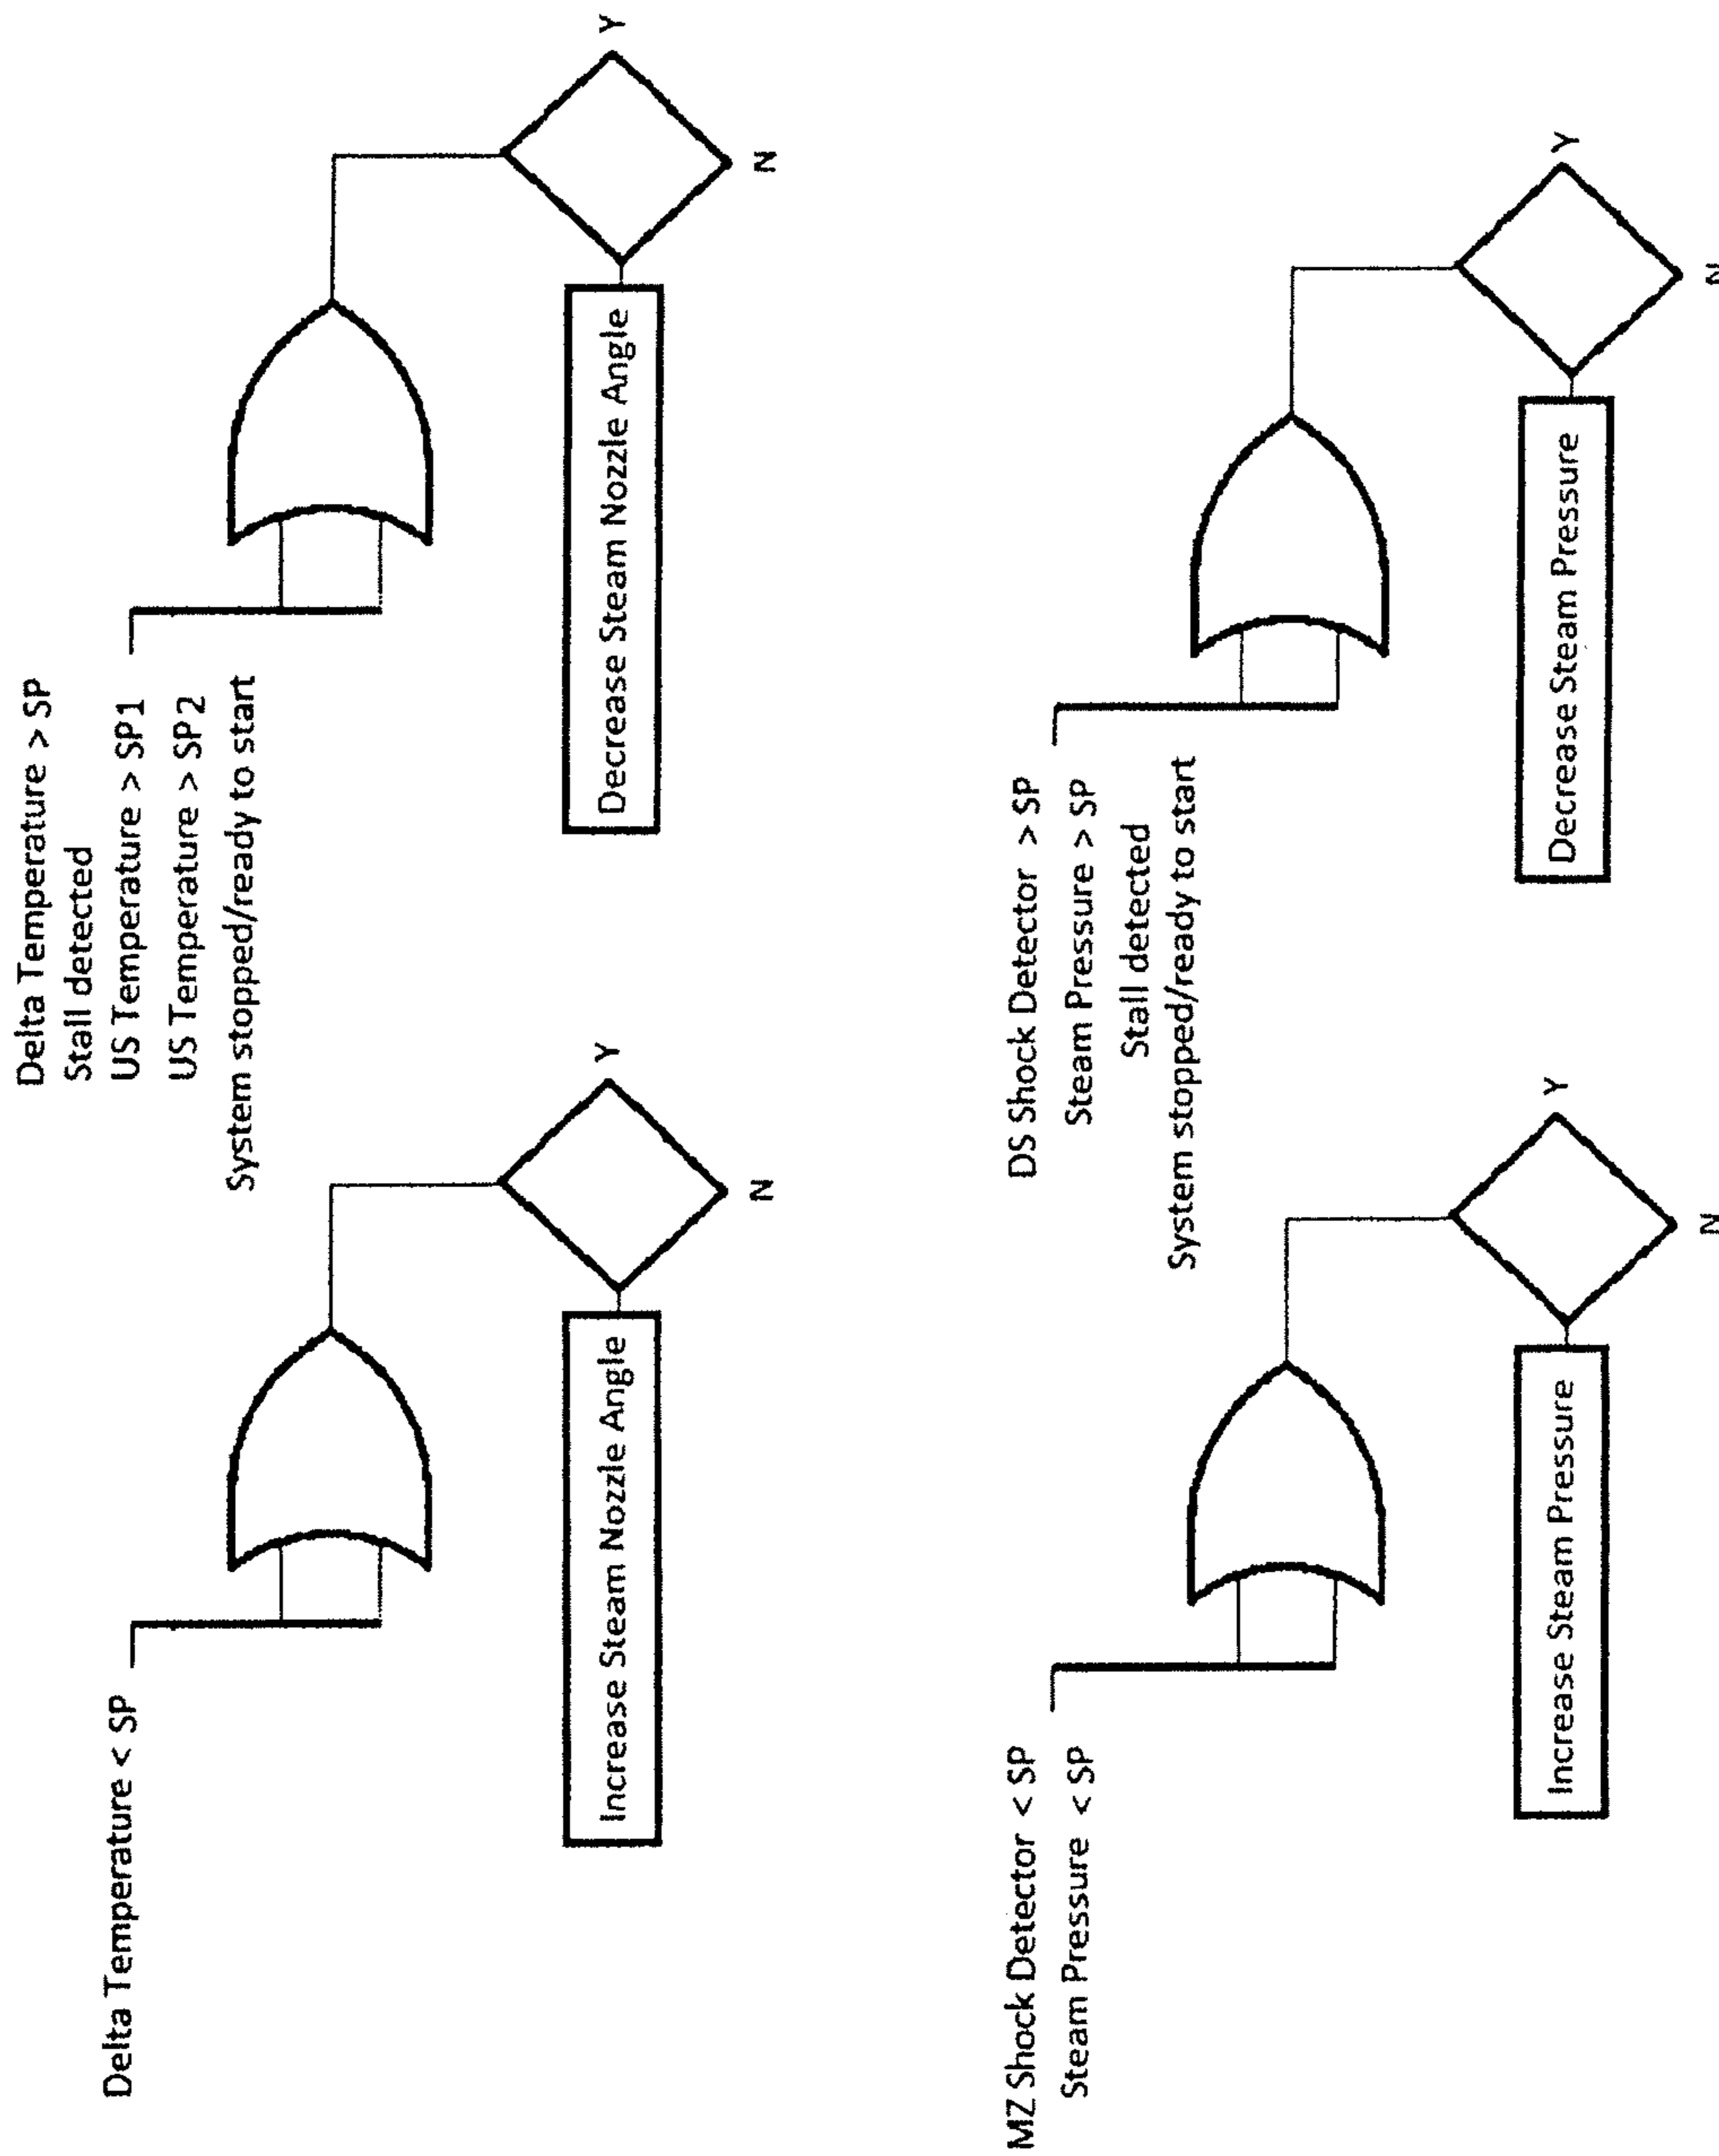 Delta Temperature < SP
Increase Steam Nozzle Angle
Y
N
Delta Temperature > SP
Stall detected
US Temperature > SP1
US Temperature > SP2
System stopped/ready to start
Decrease Steam Nozzle Angle
Y
N
MZ Shock Detector < SP
Steam Pressure < SP
Increase Steam Pressure
Y
N
DS Shock Detector > SP
Steam Pressure > SP
Stall detected
System stopped/ready to start
Decrease Steam Pressure
Y
N